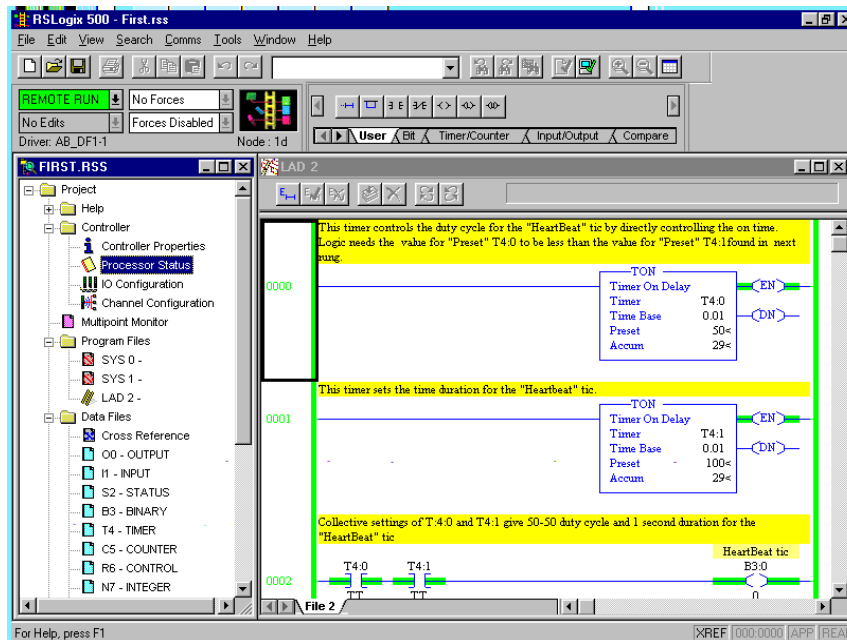 RSLogix 500 - First.rss
File Edit View Search Comms Tools Window Help
REMOTE RUN
No Forces
No Edits
Forces Disabled
Driver: AB_DF1-1
Node : 1d
User
Bit
Timer/Counter
Input/Output
Compare
FIRST.RSS
Project
Help
Controller
Controller Properties
Processor Status
IO Configuration
Channel Configuration
Multipoint Monitor
Program Files
SYS 0 -
SYS 1 -
LAD 2 -
Data Files
Cross Reference
O0 - OUTPUT
I1 - INPUT
S2 - STATUS
B3 - BINARY
T4 - TIMER
C5 - COUNTER
R6 - CONTROL
N7 - INTEGER
LAD 2
This timer controls the duty cycle for the "HeartBeat" tic by directly controlling the on time.
Logic needs the value for "Preset" T4:0 to be less than the value for "Preset" T4:1found in next
rung.
0000
TON
Timer On Delay
Timer T4:0
Time Base 0.01
Preset 50<
Accum 29<
EN
DN
This timer sets the time duration for the "Heartbeat" tic.
0001
TON
Timer On Delay
Timer T4:1
Time Base 0.01
Preset 100<
Accum 29<
EN
DN
Collective settings of T:4:0 and T4:1 give 50-50 duty cycle and 1 second duration for the
"HeartBeat" tic
HeartBeat tic
T4:0 T4:1 B3:0
0002
TT TT 0
File 2
For Help, press F1
XREF 000:0000 APP REA